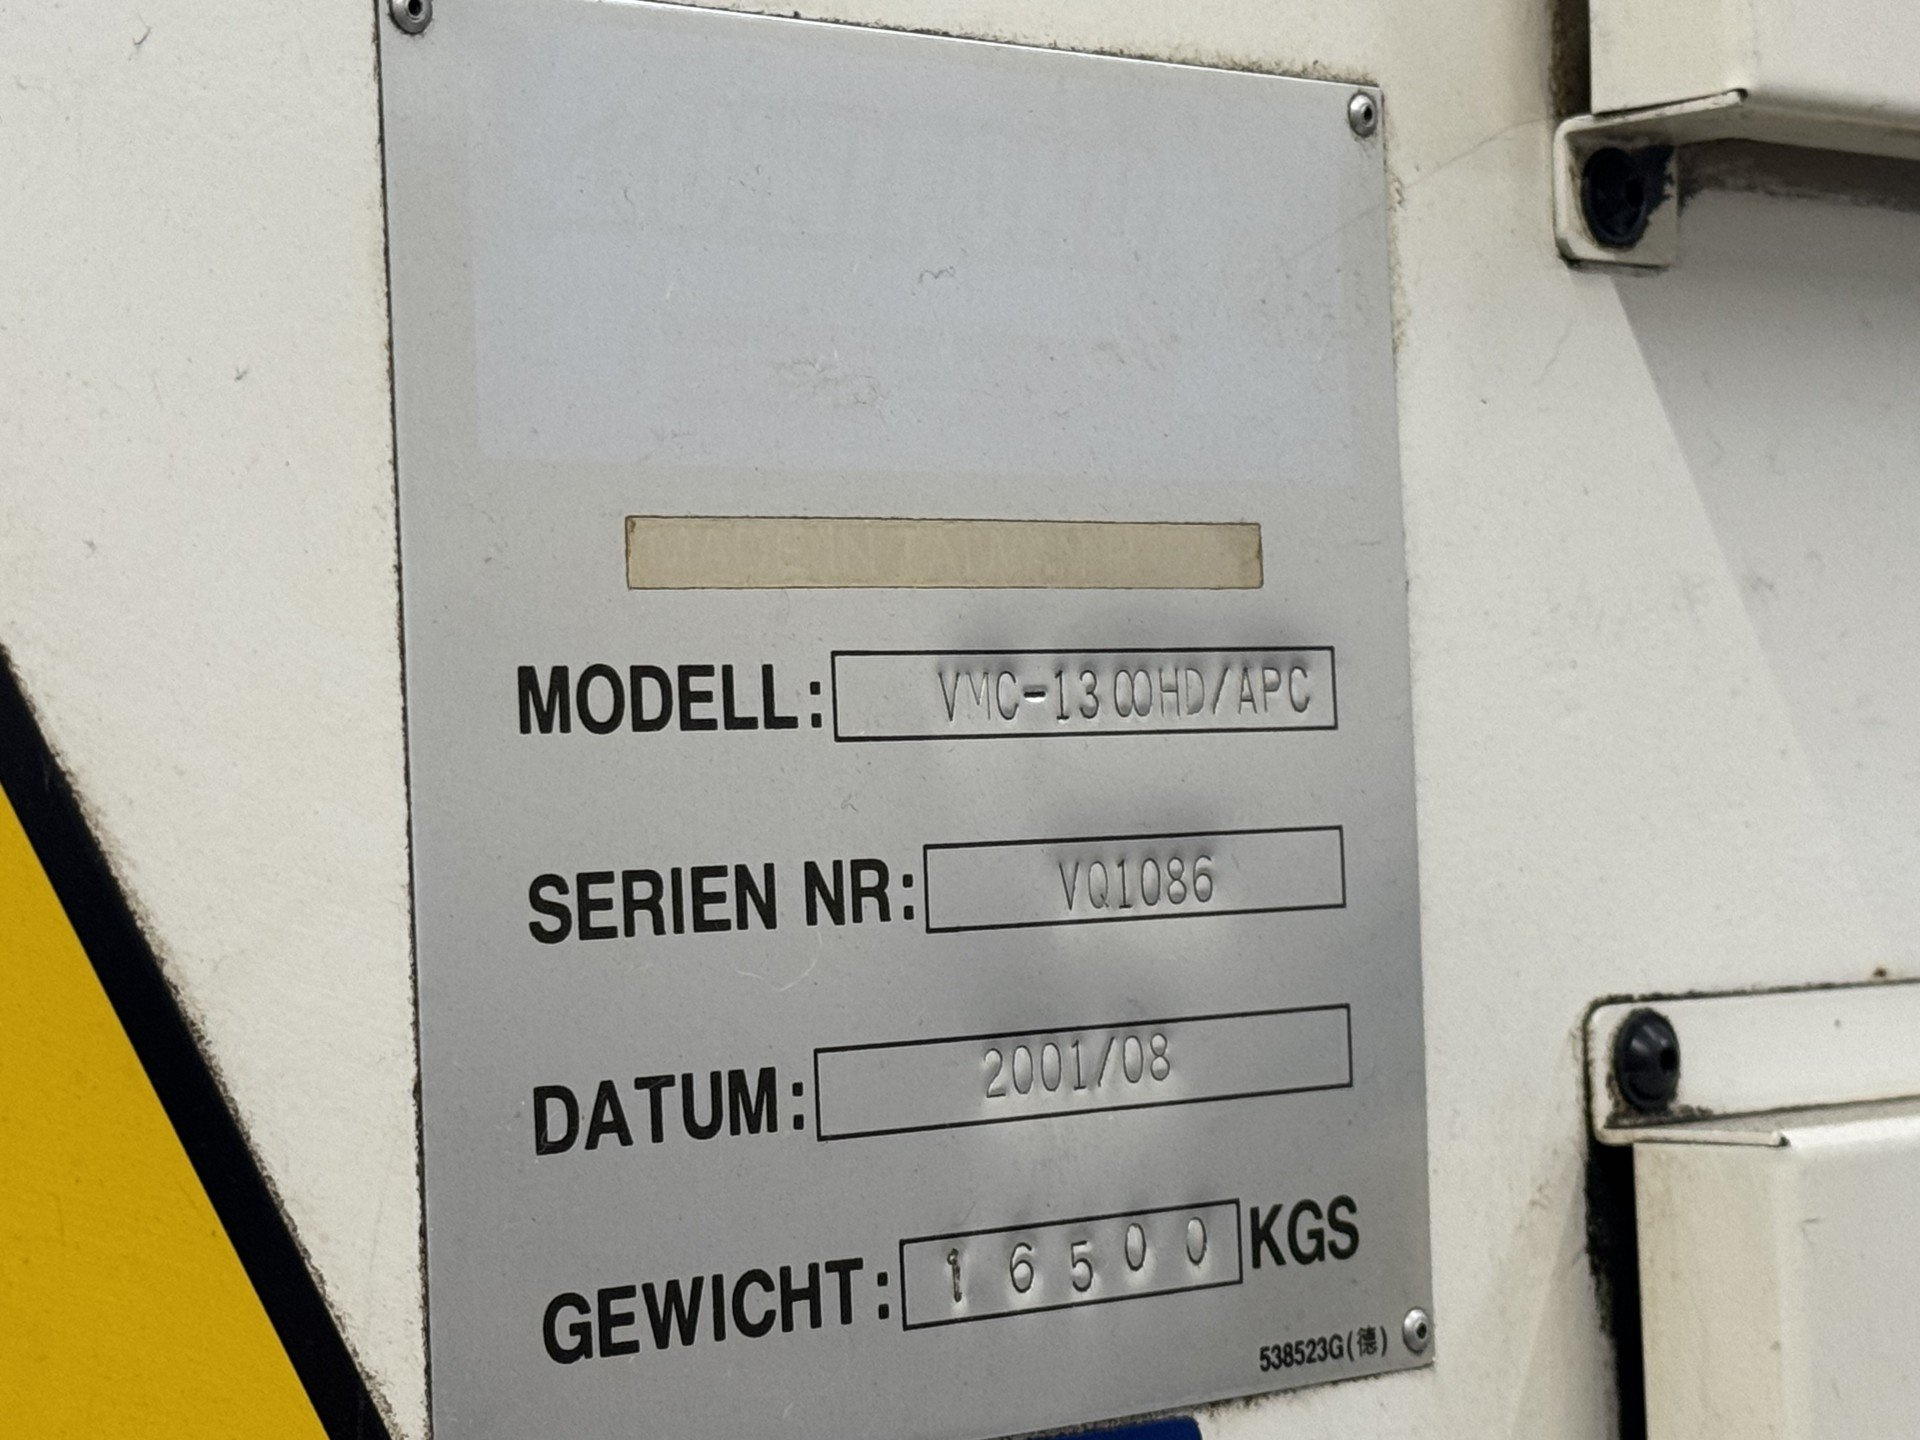 MODELL: VMC-1300HD/APC
SERIEN NR: VQ1086
DATUM: 2001/08
GEWICHT: 16500 KGS
538523G(德)